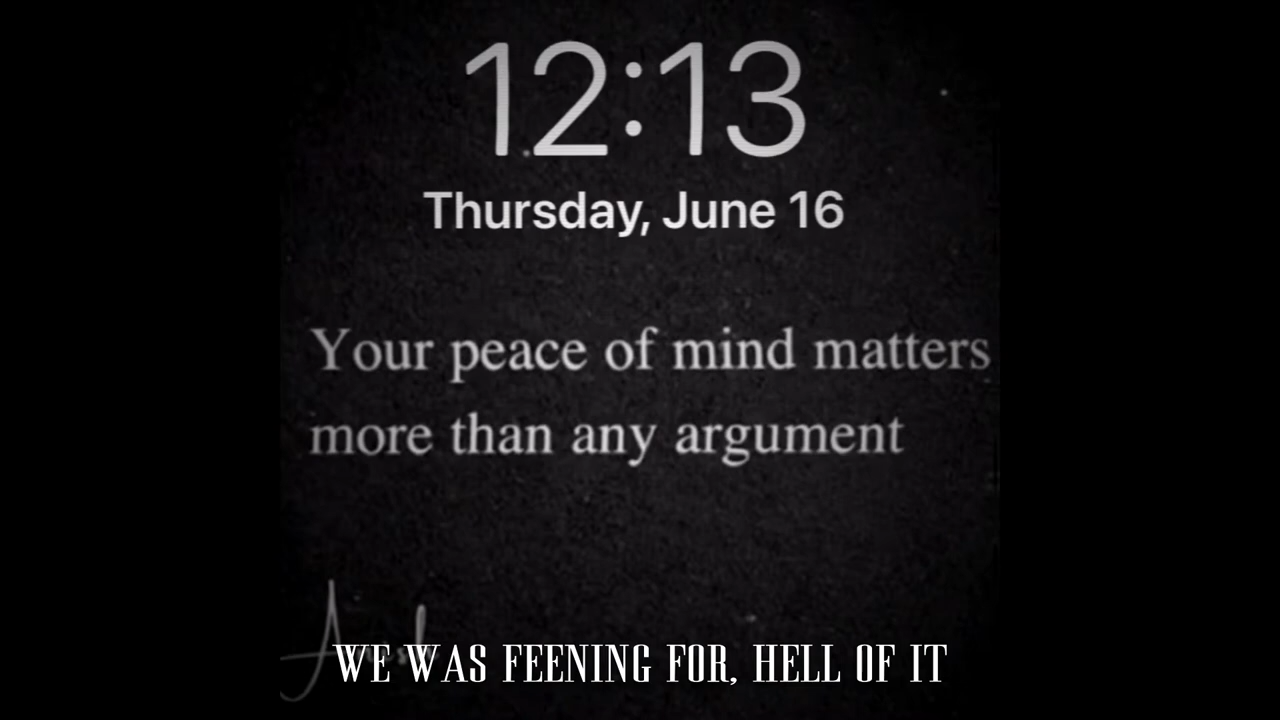 12:13
Thursday, June 16
Your peace of mind matters
more than any argument
WE WAS FEENING FOR, HELL OF IT